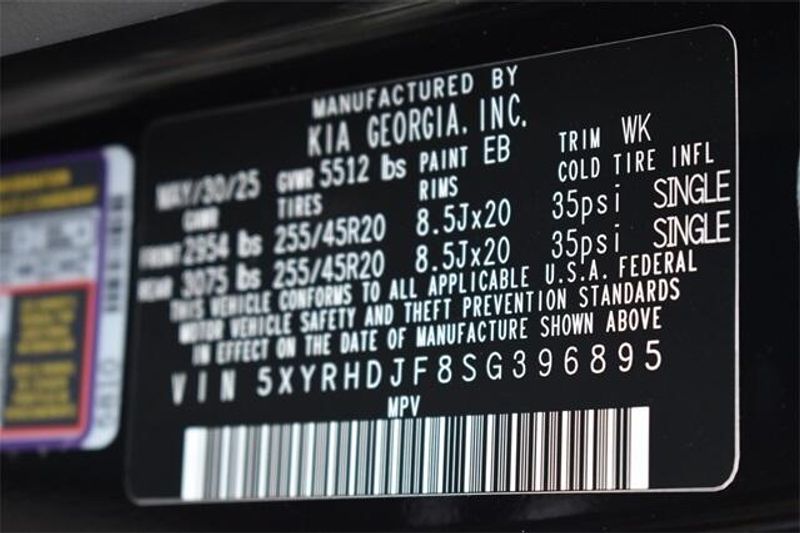 MANUFACTURED BY
KIA GEORGIA. INC.
MAY/30/25 GVWR 5512 lbs PAINT EB TRIM WK
GAWR TIRES RIMS COLD TIRE INFL
FRONT 2954 lbs 255/45R20 8.5Jx20 35psi SINGLE
REAR 3075 lbs 255/45R20 8.5Jx20 35psi SINGLE
THIS VEHICLE CONFORMS TO ALL APPLICABLE U.S.A. FEDERAL
MOTOR VEHICLE SAFETY AND THEFT PREVENTION STANDARDS
IN EFFECT ON THE DATE OF MANUFACTURE SHOWN ABOVE
VIN 5XYRHDJF8SG396895
MPV